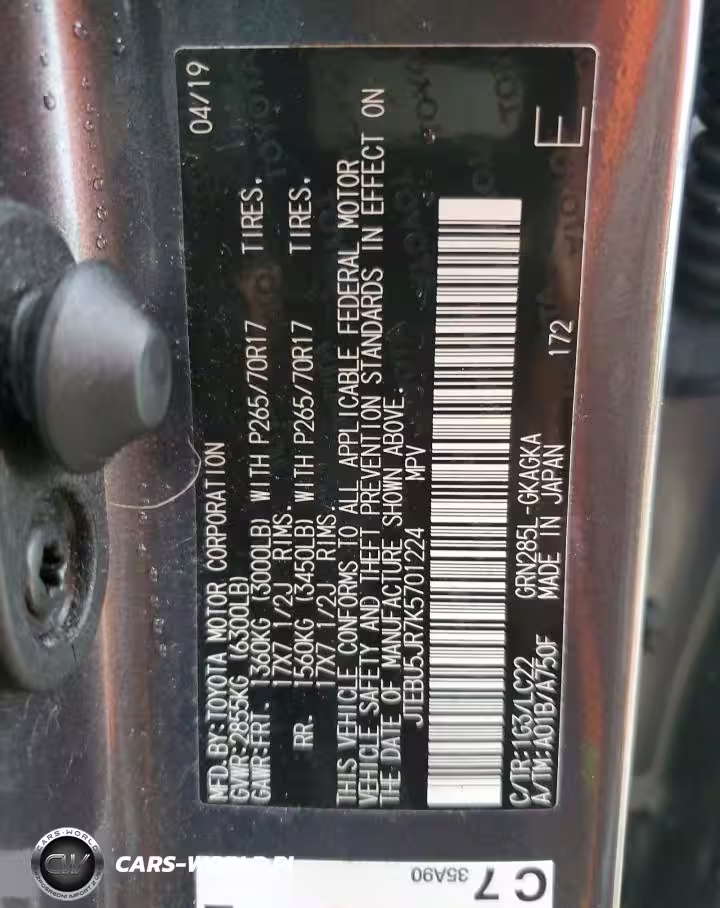 04/19
MFD.BY:TOYOTA MOTOR CORPORATION
GVWR:2855KG (6300LB)
GAWR:FRT. 1360KG (3000LB) WITH P265/70R17 TIRES.
17X7 1/2J RIMS.
RR. 1560KG (3450LB) WITH P265/70R17 TIRES.
17X7 1/2J RIMS.
THIS VEHICLE CONFORMS TO ALL APPLICABLE FEDERAL MOTOR
VEHICLE SAFETY AND THEFT PREVENTION STANDARDS IN EFFECT ON
THE DATE OF MANUFACTURE SHOWN ABOVE.
JTEBU5JR7K5701224 MPV
C/TR:1G3/LC22 GRN285L-GKAGKA
A/TM:A01B/A750F MADE IN JAPAN 172
E
C7
35A90
CARS-WORLD
CW
CARS-WORLD.PL